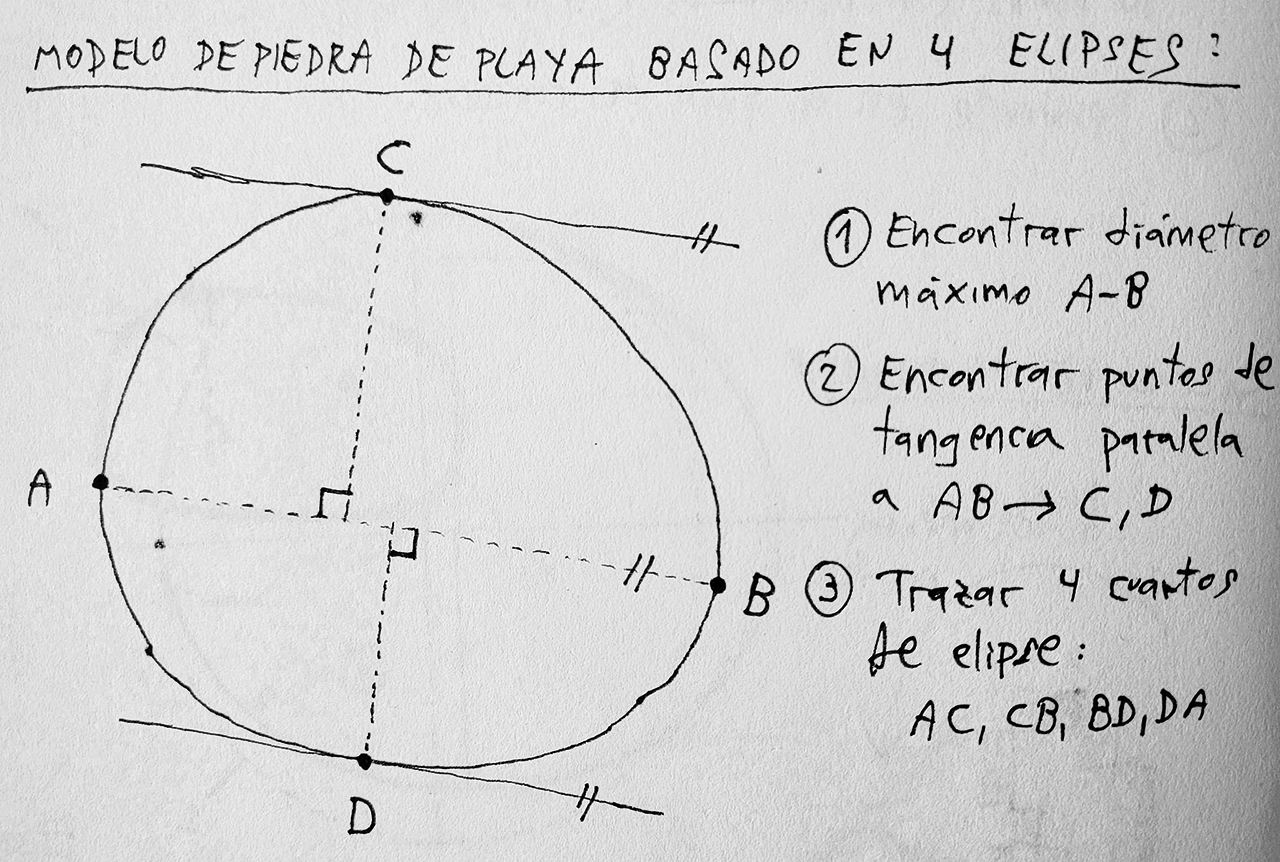 MODELO DE PIEDRA DE PLAYA BASADO EN 4 ELIPSES:
C
① Encontrar diámetro
máximo A-B
② Encontrar puntos de
tangencia paralela
a AB → C, D
A
B
③ Trazar 4 cuartos
de elipse:
AC, CB, BD, DA
D